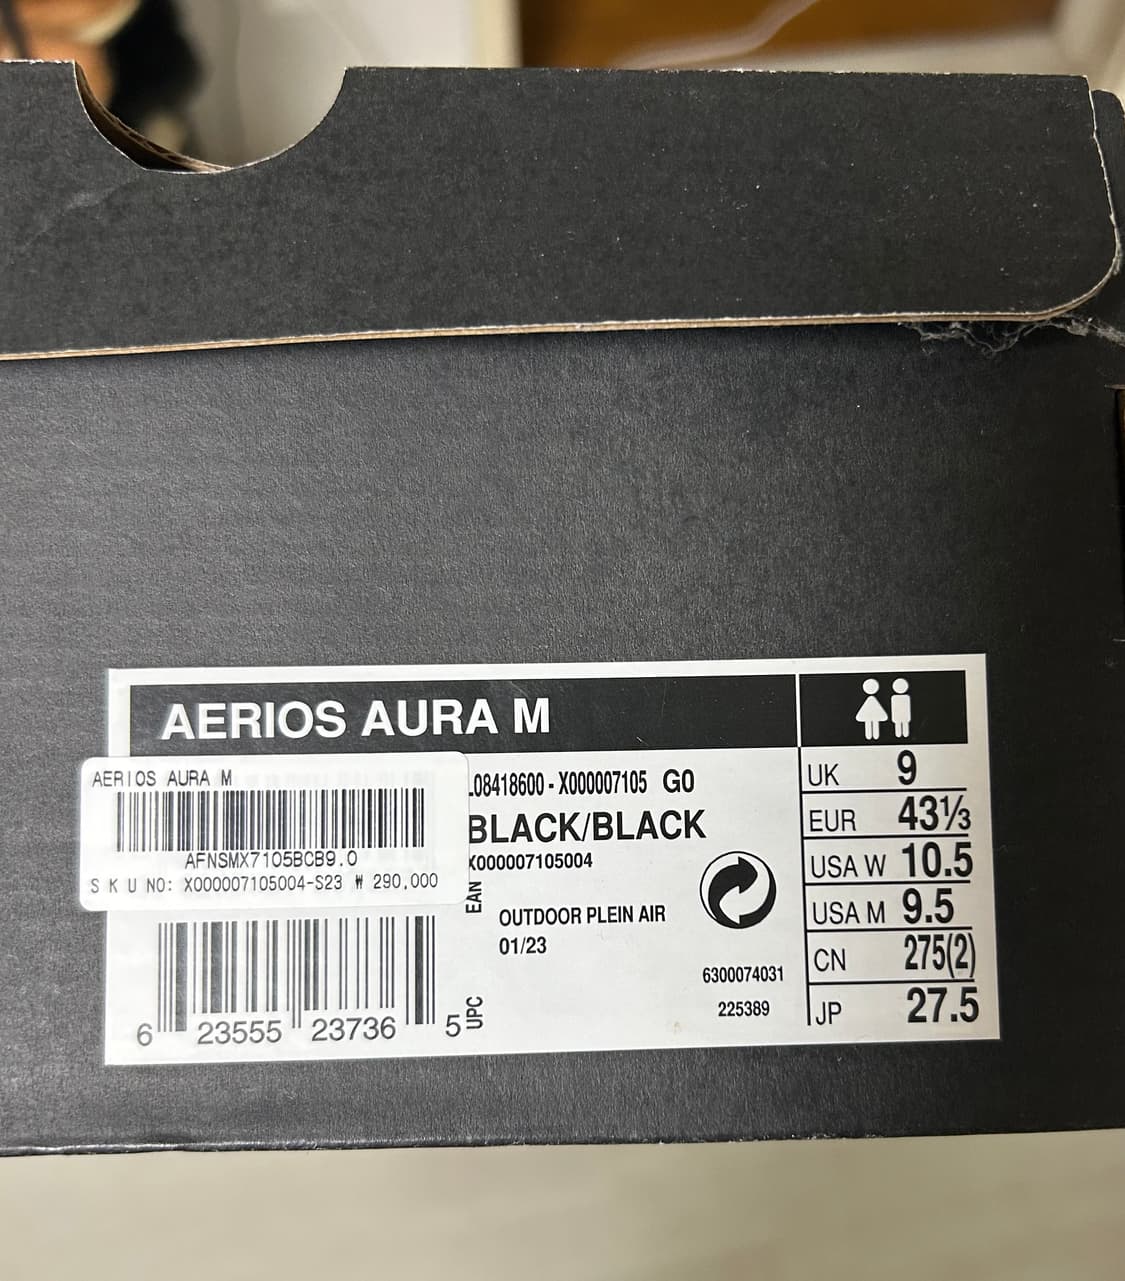 AERIOS AURA M
AERIOS AURA M
AFNSMX7105BCB9.0
S K U NO: X000007105004-S23 ₩ 290,000
L08418600 - X000007105 G0
BLACK/BLACK
X000007105004
EAN
OUTDOOR PLEIN AIR
01/23
6300074031
225389
6 23555 23736 5
UPC
UK 9
EUR 43⅓
USA W 10.5
USA M 9.5
CN 275(2)
JP 27.5